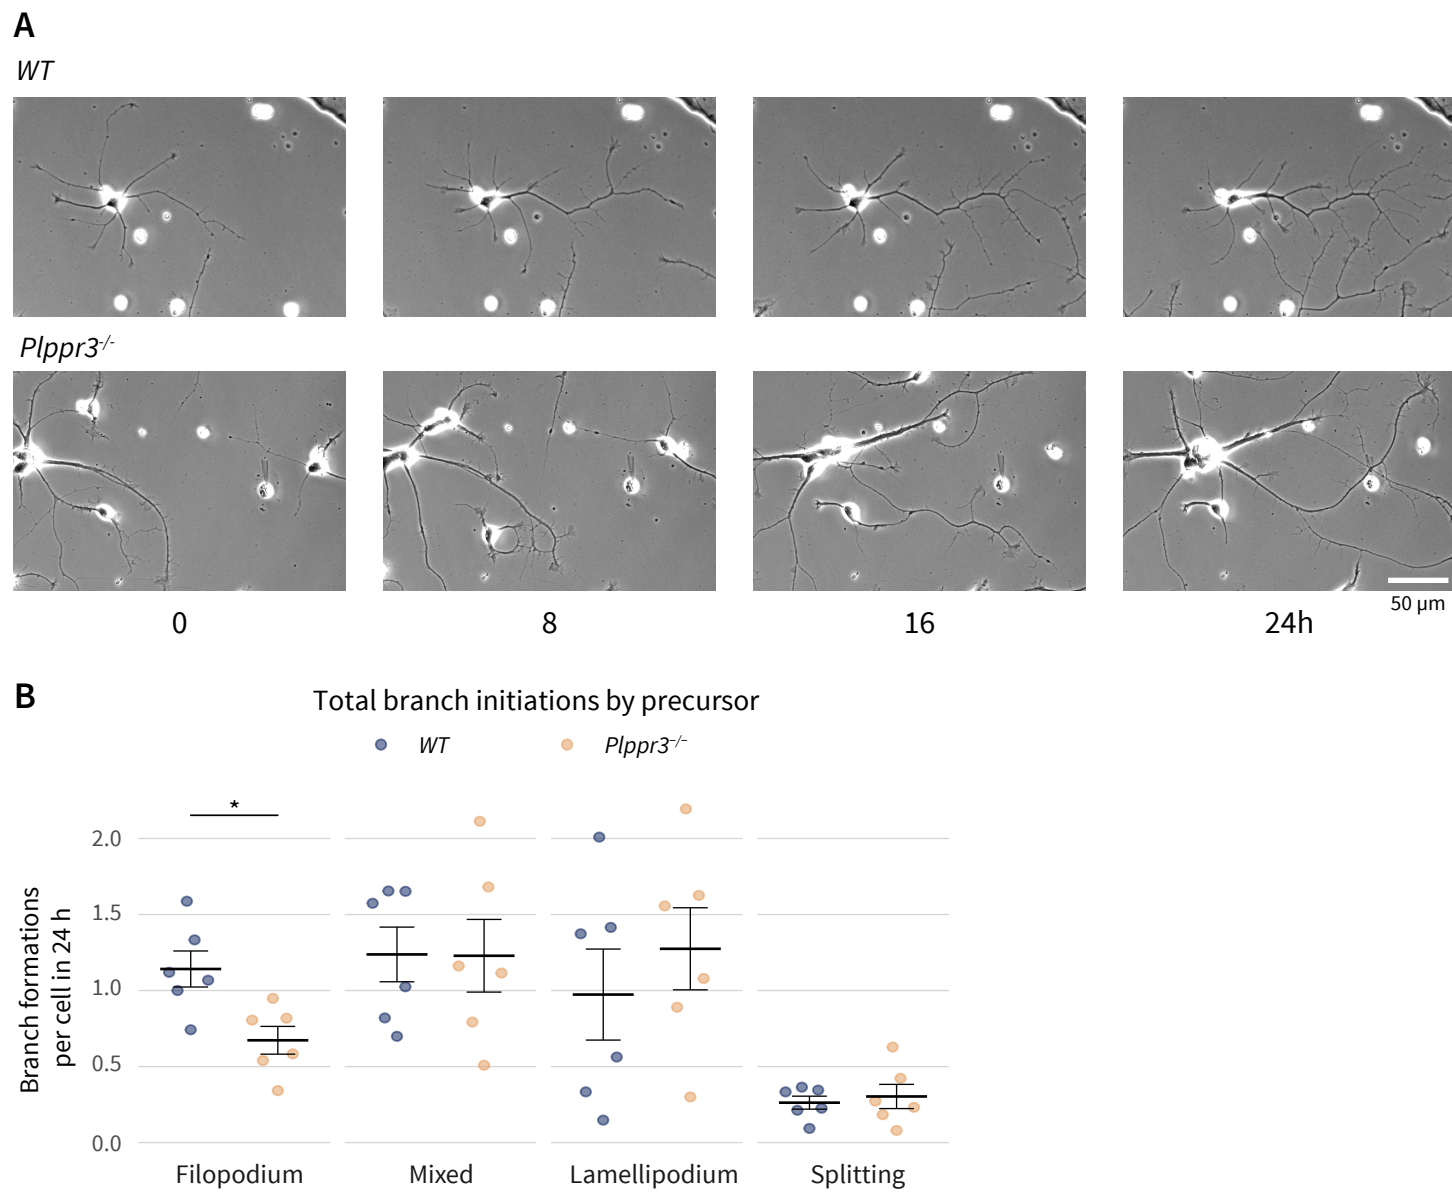 A
WT
Plppr3-/-
50 µm
0 8 16 24h
B
Total branch initiations by precursor
WT Plppr3-/-
*
Branch formations
per cell in 24 h
2.0
1.5
1.0
0.5
0.0
Filopodium Mixed Lamellipodium Splitting